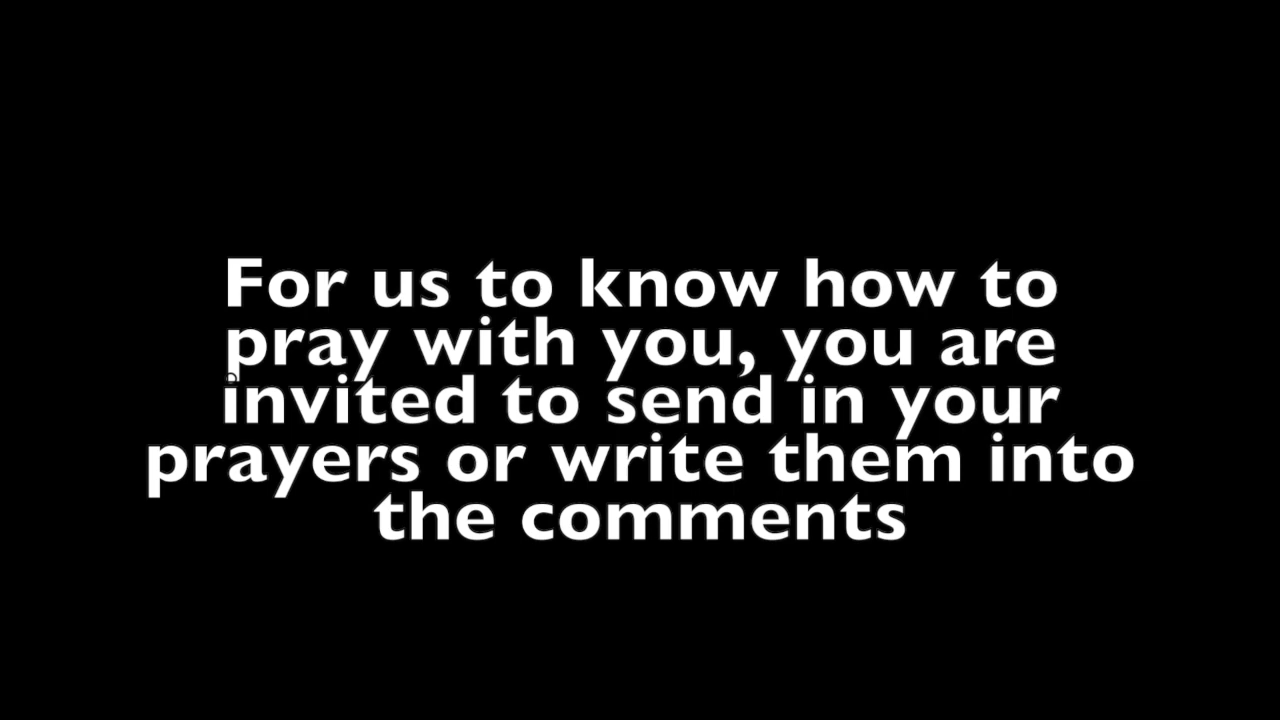 For us to know how to
pray with you, you are
invited to send in your
prayers or write them into
the comments